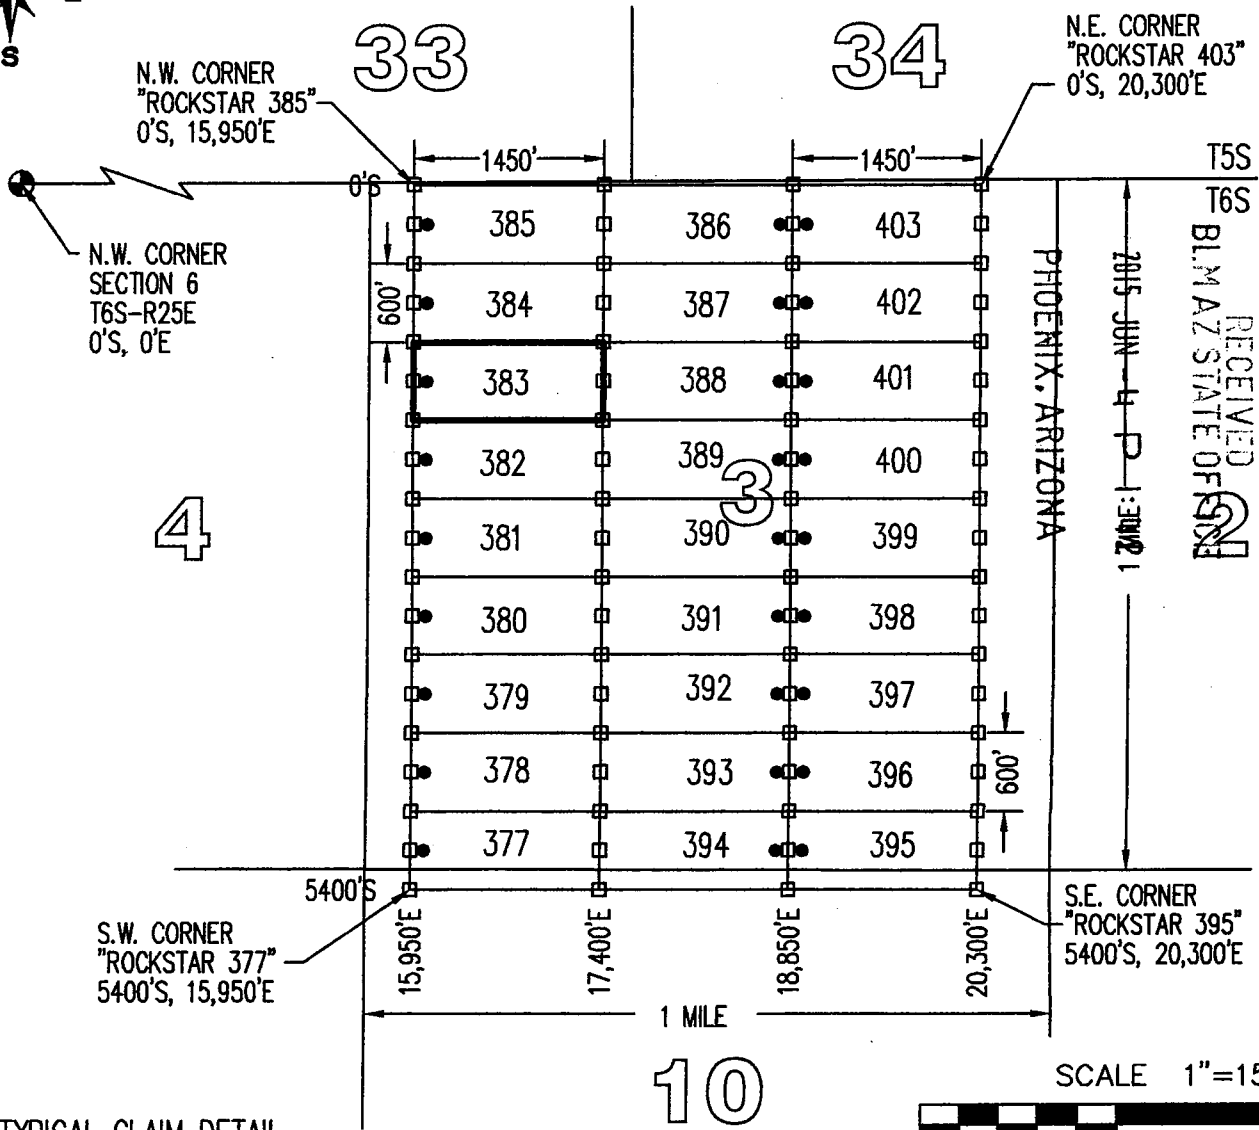 S
33
34
N.W. CORNER
"ROCKSTAR 385"
0'S, 15,950'E
N.E. CORNER
"ROCKSTAR 403"
0'S, 20,300'E
1450'
1450'
T5S
T6S
0'S
N.W. CORNER
SECTION 6
T6S-R25E
0'S, 0'E
600'
385
386
403
384
387
402
383
388
401
382
389
400
3
4
381
390
399
380
391
398
379
392
397
378
393
396
600'
377
394
395
RECEIVED
BLM AZ STATE OFFICE
2015 JUN -4 P 1:
PHOENIX, ARIZONA
1 MILE
2
5400'S
S.W. CORNER
"ROCKSTAR 377"
5400'S, 15,950'E
15,950'E
17,400'E
18,850'E
20,300'E
S.E. CORNER
"ROCKSTAR 395"
5400'S, 20,300'E
1 MILE
10
SCALE 1"=15
TYPICAL CLAIM DETAIL